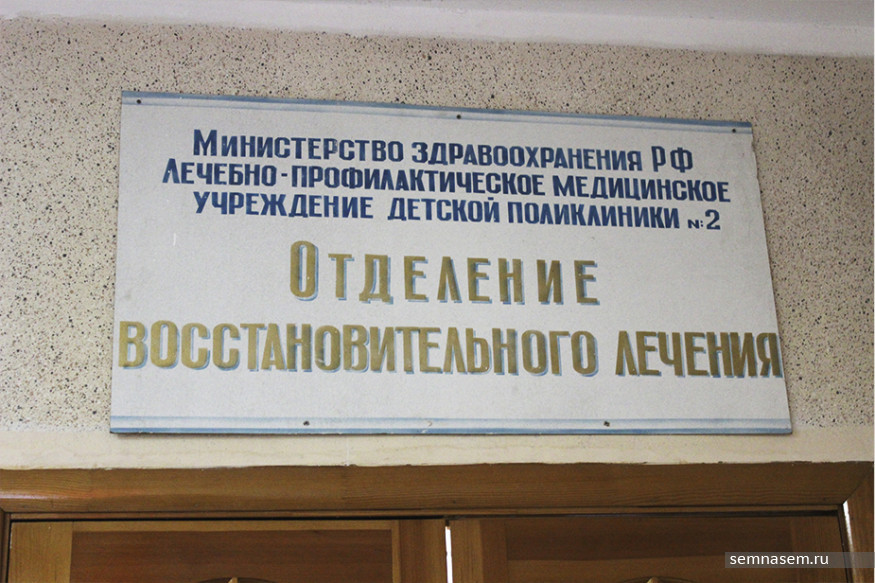 Министерство здравоохранения РФ
лечебно-профилактическое медицинское
учреждение детской поликлиники №2
Отделение
восстановительного лечения
semnasem.ru